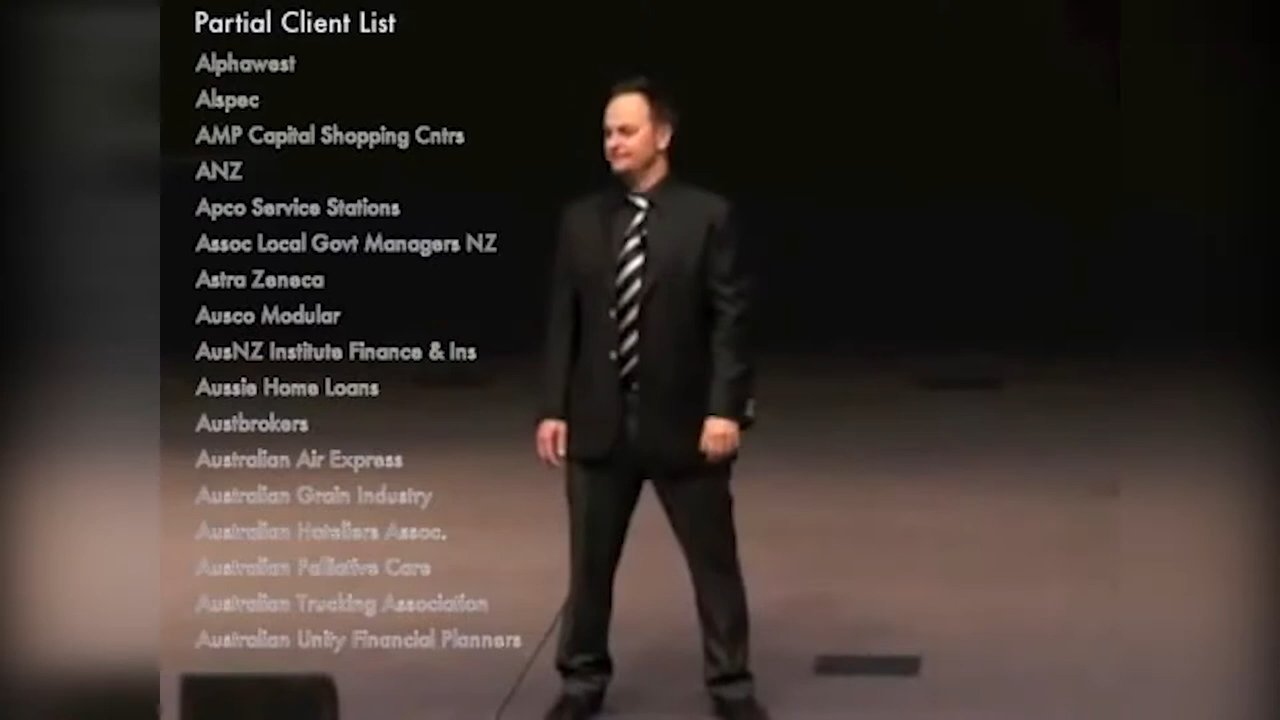 Partial Client List
Alphawest
Alspec
AMP Capital Shopping Cntrs
ANZ
Apco Service Stations
Assoc Local Govt Managers NZ
Astra Zeneca
Ausco Modular
AusNZ Institute Finance & Ins
Aussie Home Loans
Austbrokers
Australian Air Express
Australian Grain Industry
Australian Hoteliers Assoc.
Australian Palliative Care
Australian Trucking Association
Australian Unity Financial Planners